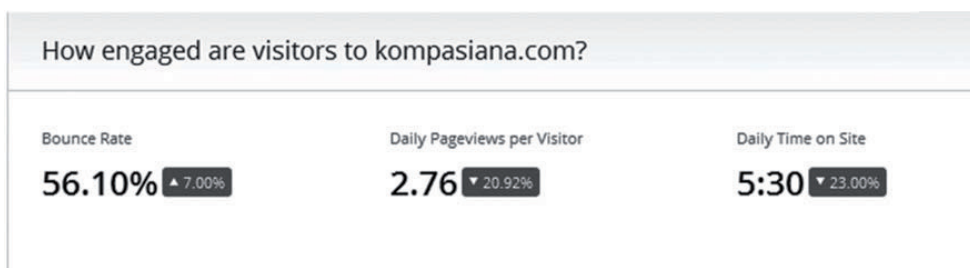 How engaged are visitors to kompasiana.com?
Bounce Rate
56.10% ▲ 7.00%
Daily Pageviews per Visitor
2.76 ▼ 20.92%
Daily Time on Site
5:30 ▼ 23.00%